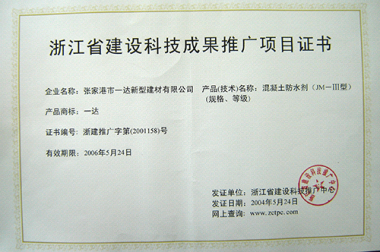 浙江省建设科技成果推广项目证书
企业名称：张家港市一达新型建材有限公司
产品(技术)名称：混凝土防水剂（JM－Ⅲ型）
(规格、等级)
产品商标：一达
证书编号：浙建推广字第(2001158)号
有效期限：2006年5月24日
发证单位：浙江省建设科技推广中心
发证日期：2004年5月24日
网上查询：www.zctpc.com